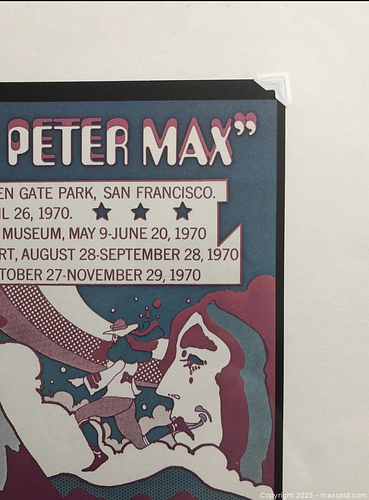 PETER MAX”
EN GATE PARK, SAN FRANCISCO.
IL 26, 1970. ★ ★ ★
MUSEUM, MAY 9-JUNE 20, 1970
RT, AUGUST 28-SEPTEMBER 28, 1970
TOBER 27-NOVEMBER 29, 1970
Copyright 2025 - maxsold.com